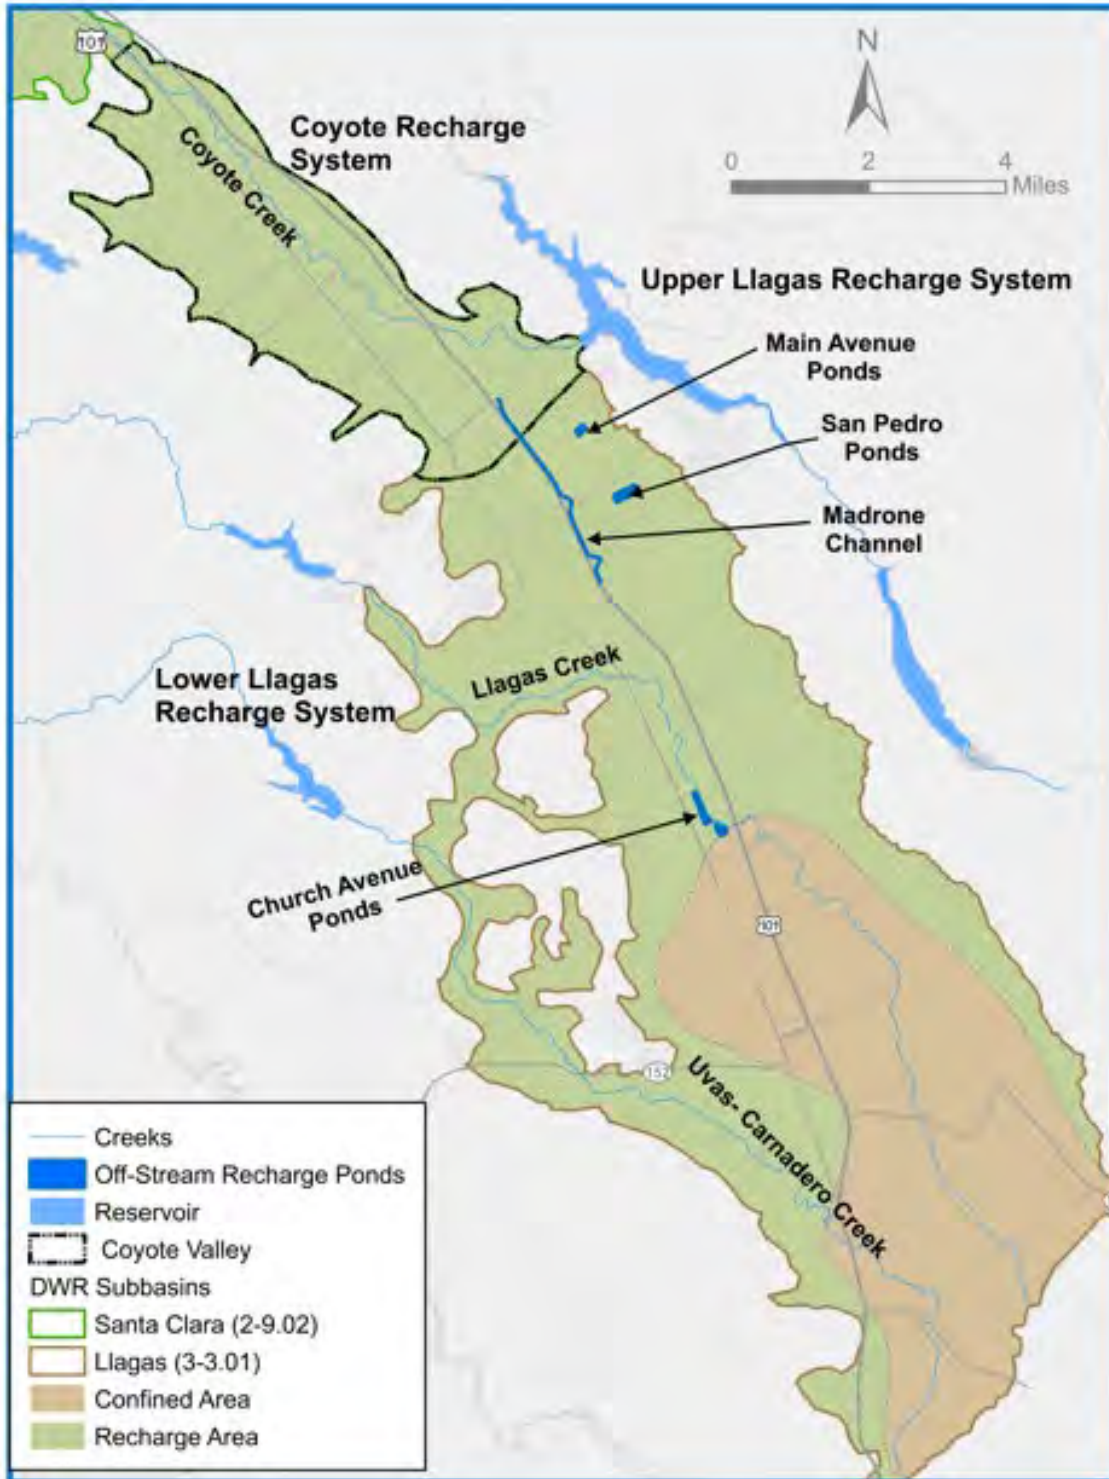 101
N
Coyote Recharge
System
Coyote Creek
0 2 4
Miles
Upper Llagas Recharge System
Main Avenue
Ponds
San Pedro
Ponds
Madrone
Channel
Llagas Creek
Lower Llagas
Recharge System
Church Avenue
Ponds
101
152
Uvas- Carnadero Creek
Creeks
Off-Stream Recharge Ponds
Reservoir
Coyote Valley
DWR Subbasins
Santa Clara (2-9.02)
Llagas (3-3.01)
Confined Area
Recharge Area